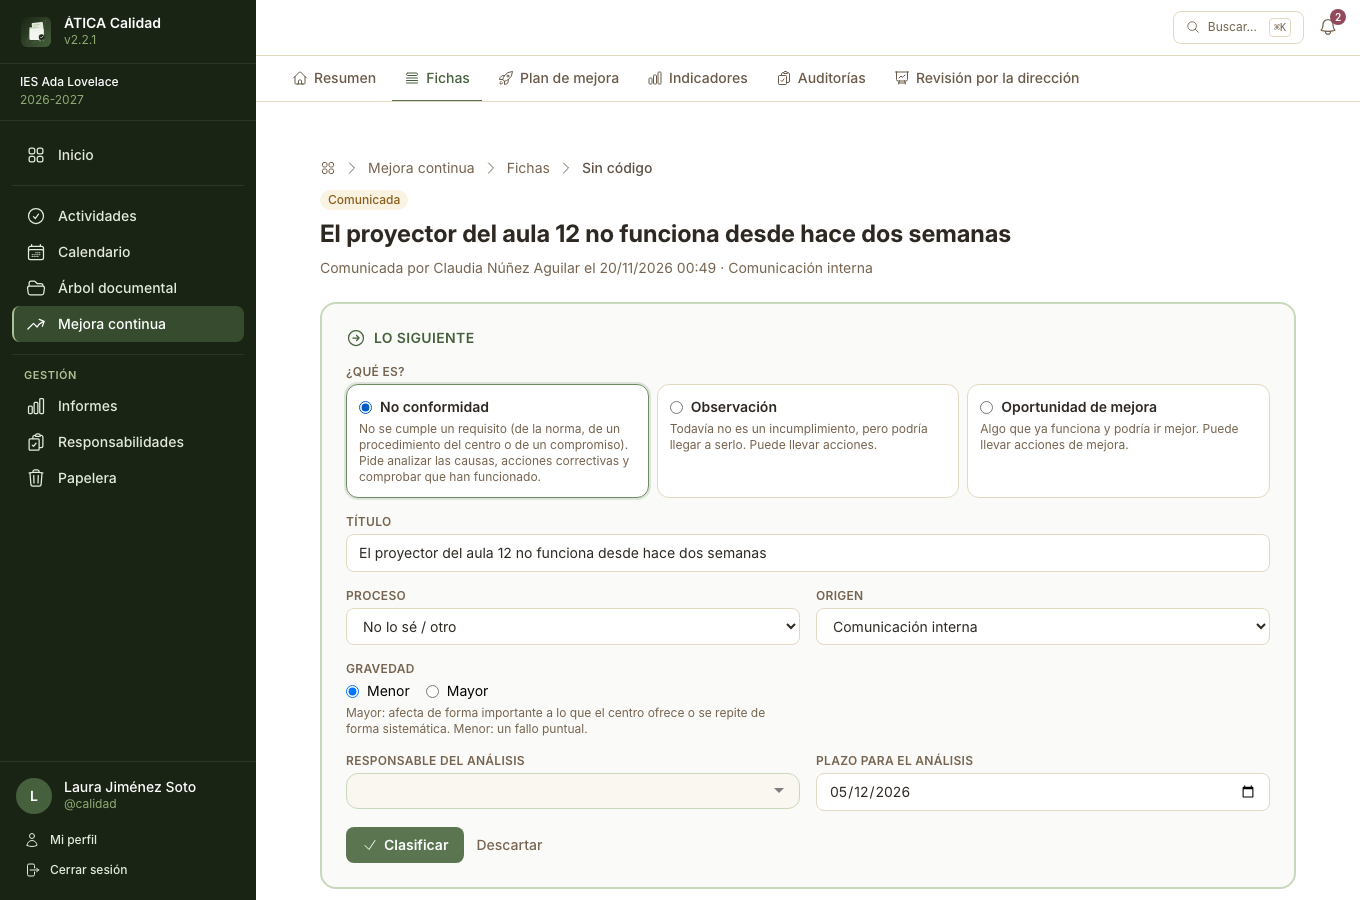 ÁTICA Calidad
v2.2.1
IES Ada Lovelace
2026-2027
Inicio
Actividades
Calendario
Árbol documental
Mejora continua
GESTIÓN
Informes
Responsabilidades
Papelera
L
Laura Jiménez Soto
@calidad
Mi perfil
Cerrar sesión
Buscar... ⌘K
2
Resumen Fichas Plan de mejora Indicadores Auditorías Revisión por la dirección
Mejora continua Fichas Sin código
Comunicada
El proyector del aula 12 no funciona desde hace dos semanas
Comunicada por Claudia Núñez Aguilar el 20/11/2026 00:49 · Comunicación interna
LO SIGUIENTE
¿QUÉ ES?
No conformidad
No se cumple un requisito (de la norma, de un
procedimiento del centro o de un compromiso).
Pide analizar las causas, acciones correctivas y
comprobar que han funcionado.
Observación
Todavía no es un incumplimiento, pero podría
llegar a serlo. Puede llevar acciones.
Oportunidad de mejora
Algo que ya funciona y podría ir mejor. Puede
llevar acciones de mejora.
TÍTULO
El proyector del aula 12 no funciona desde hace dos semanas
PROCESO
No lo sé / otro
ORIGEN
Comunicación interna
GRAVEDAD
Menor Mayor
Mayor: afecta de forma importante a lo que el centro ofrece o se repite de
forma sistemática. Menor: un fallo puntual.
RESPONSABLE DEL ANÁLISIS
PLAZO PARA EL ANÁLISIS
05/12/2026
Clasificar Descartar